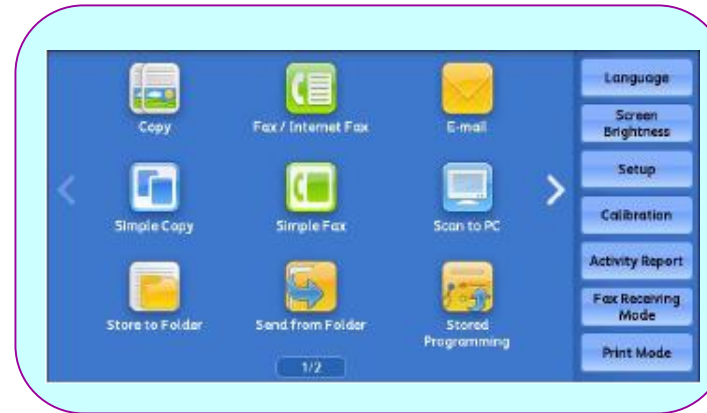 Copy
Fax / Internet Fax
E-mail
Simple Copy
Simple Fax
Scan to PC
Store to Folder
Send from Folder
Stored
Programming
1/2
Language
Screen
Brightness
Setup
Calibration
Activity Report
Fax Receiving
Mode
Print Mode